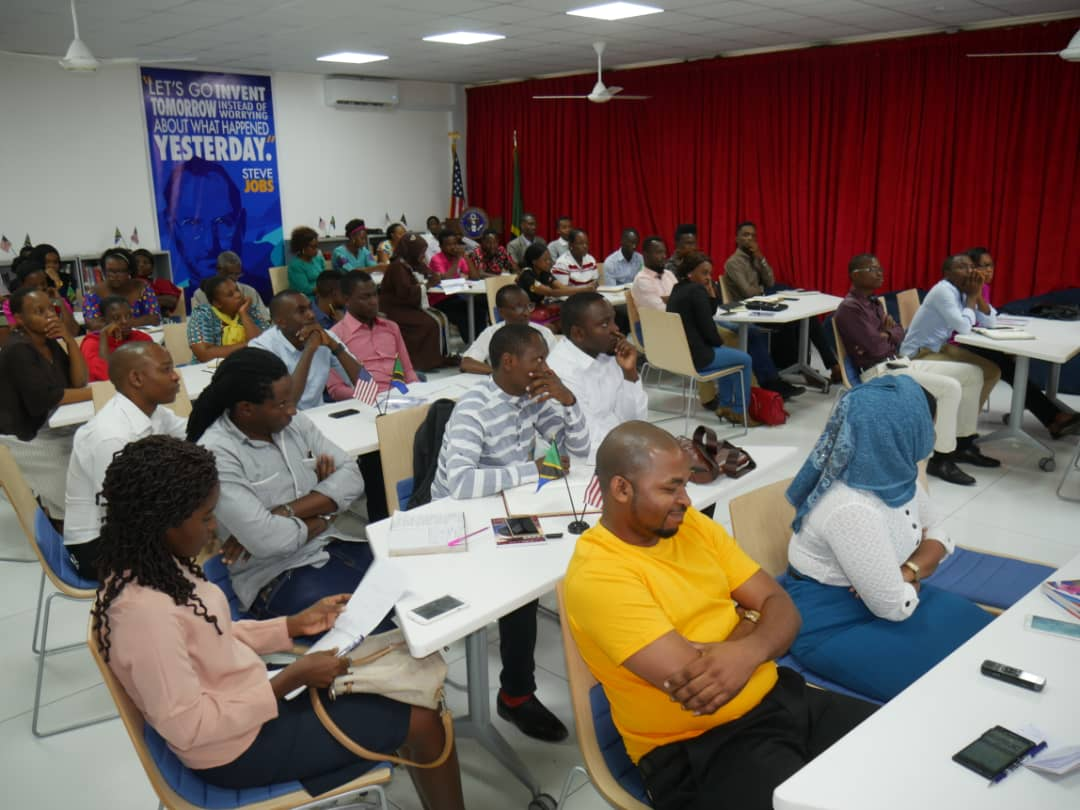 "LET'S GO INVENT
TOMORROW INSTEAD OF
WORRYING
ABOUT WHAT HAPPENED
YESTERDAY."
STEVE
JOBS